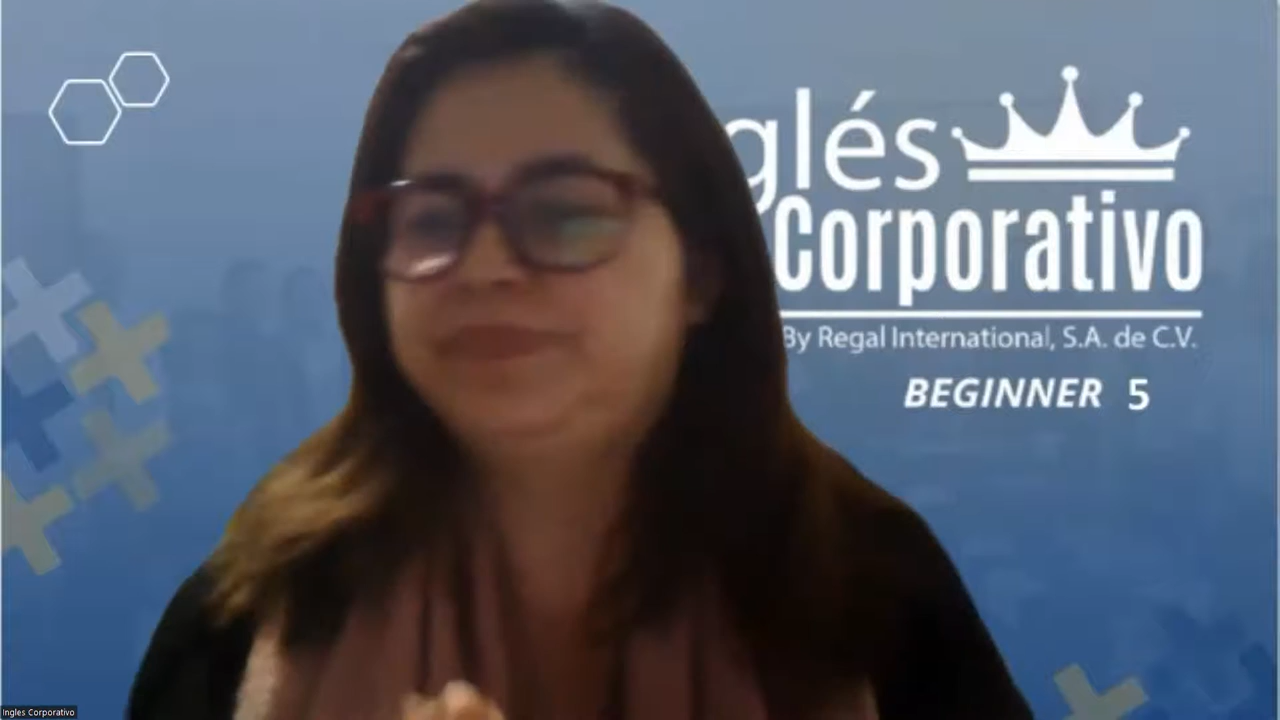 glés
Corporativo
By Regal International, S.A. de C.V.
BEGINNER 5
Ingles Corporativo